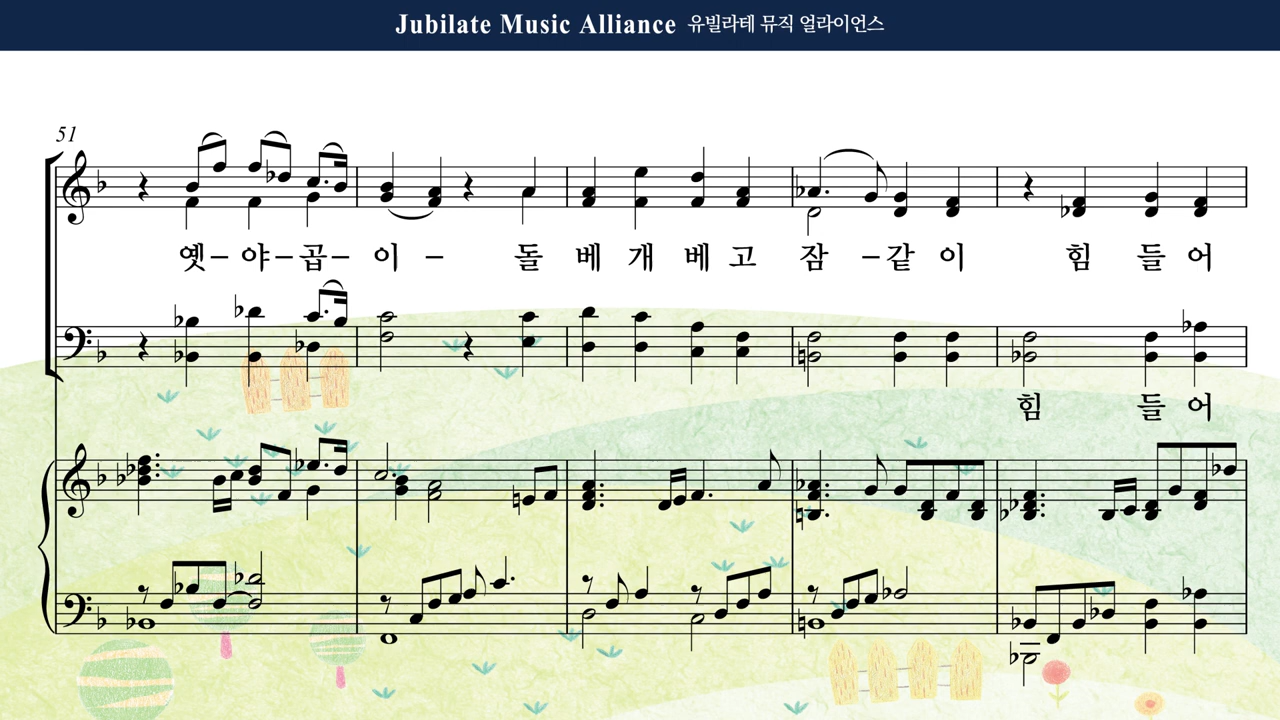 Jubilate Music Alliance 유빌라테 뮤직 얼라이언스
51
옛－야－곱－이－ 돌 베 개 베 고 잠 －같 이 힘 들 어
힘 들 어